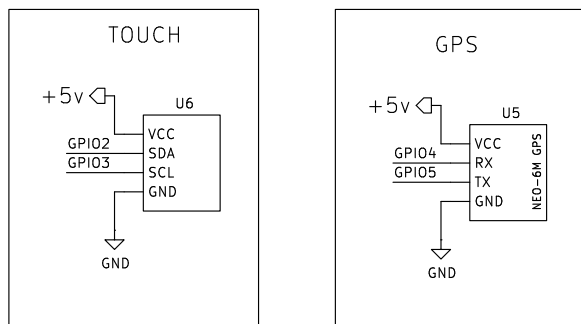 TOUCH
+5v
U6
VCC
GPIO2 SDA
GPIO3 SCL
GND
GND
GPS
+5v
U5
VCC
GPIO4 RX
GPIO5 TX
GND
NEO-6M GPS
GND